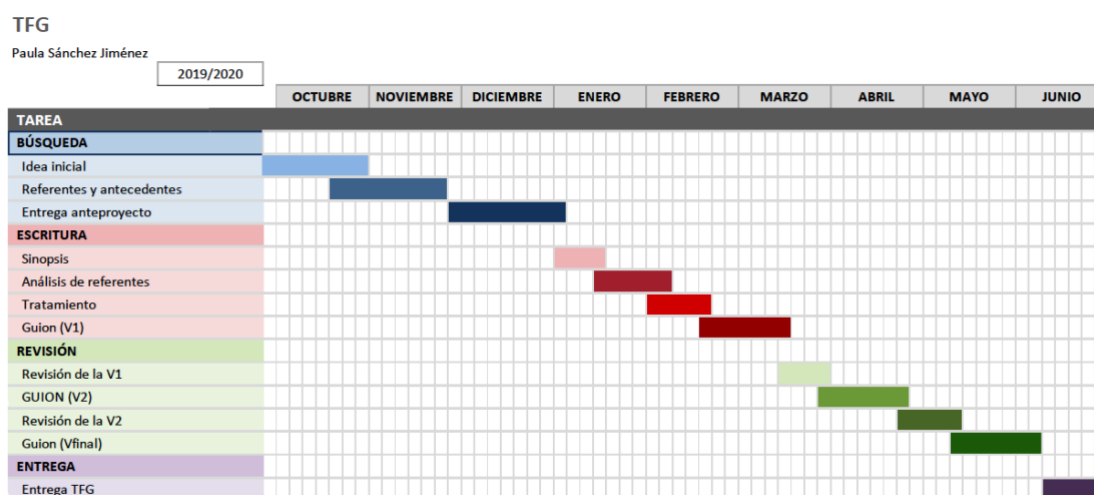 TFG
Paula Sánchez Jiménez
2019/2020
OCTUBRE NOVIEMBRE DICIEMBRE ENERO FEBRERO MARZO ABRIL MAYO JUNIO
TAREA
BÚSQUEDA
Idea inicial
Referentes y antecedentes
Entrega anteproyecto
ESCRITURA
Sinopsis
Análisis de referentes
Tratamiento
Guion (V1)
REVISIÓN
Revisión de la V1
GUION (V2)
Revisión de la V2
Guion (Vfinal)
ENTREGA
Entrega TFG